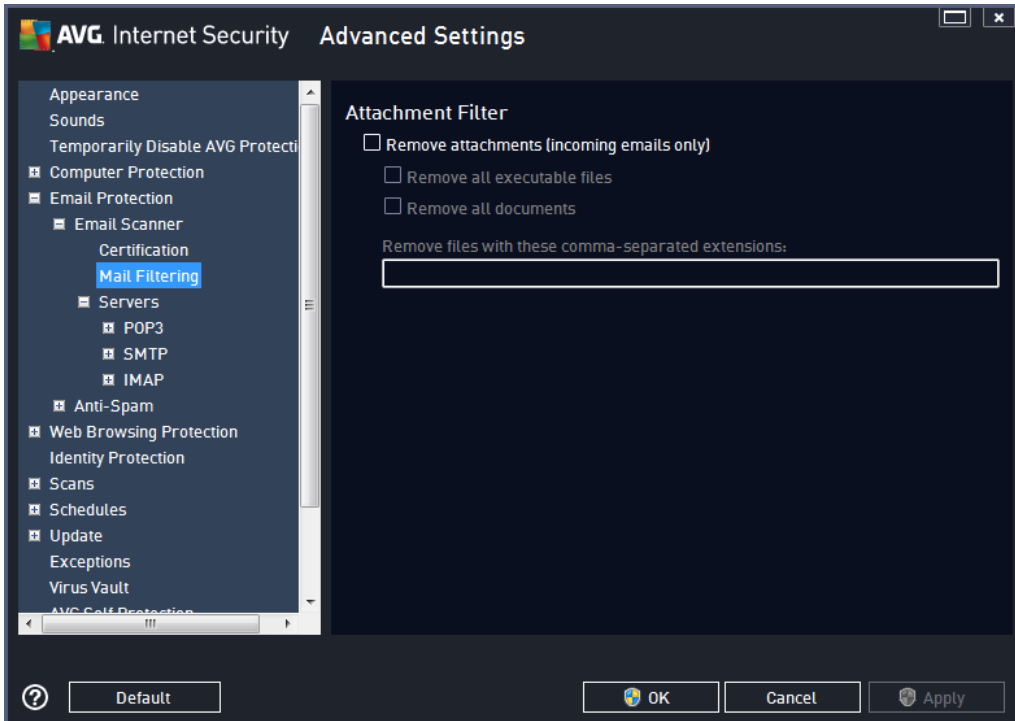 AVG. Internet Security Advanced Settings
Appearance
Sounds
Temporarily Disable AVG Protecti
Computer Protection
Email Protection
Email Scanner
Certification
Mail Filtering
Servers
POP3
SMTP
IMAP
Anti-Spam
Web Browsing Protection
Identity Protection
Scans
Schedules
Update
Exceptions
Virus Vault
AVG Self Protection
Attachment Filter
Remove attachments (incoming emails only)
Remove all executable files
Remove all documents
Remove files with these comma-separated extensions:
Default
OK
Cancel
Apply